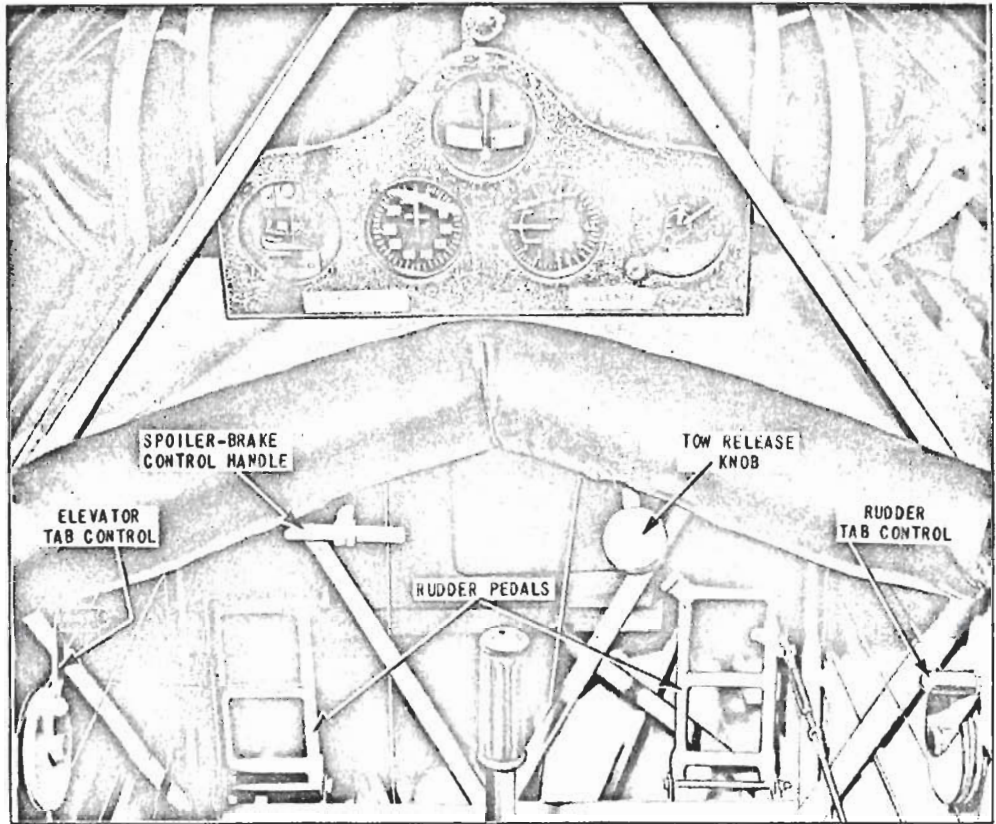 SPOILER-BRAKE
CONTROL HANDLE
TOW RELEASE
KNOB
ELEVATOR
TAB CONTROL
RUDDER
TAB CONTROL
RUDDER PEDALS